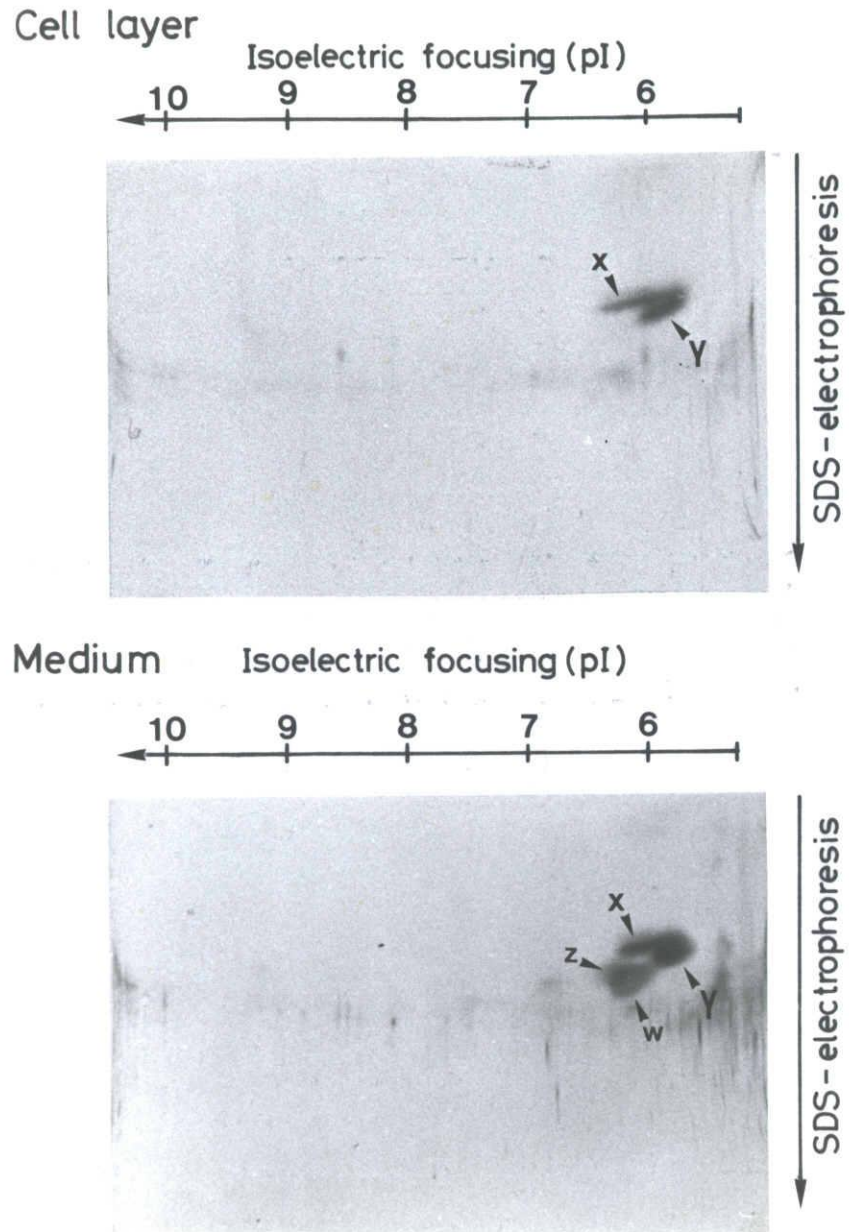 Cell layer
Isoelectric focusing (pI)
10 9 8 7 6
x
y
SDS-electrophoresis
Medium Isoelectric focusing (pI)
10 9 8 7 6
x
z
y
w
SDS-electrophoresis